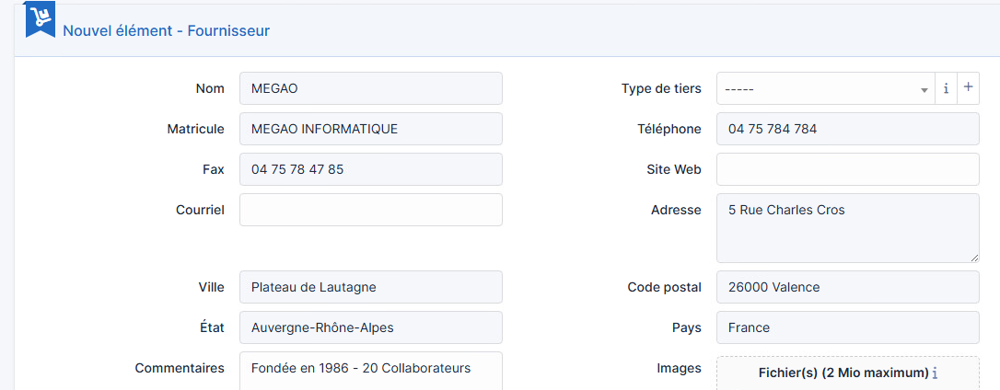 Nouvel élément - Fournisseur
Nom MEGAO Type de tiers ----- i +
Matricule MEGAO INFORMATIQUE Téléphone 04 75 784 784
Fax 04 75 78 47 85 Site Web
Courriel Adresse 5 Rue Charles Cros
Ville Plateau de Lautagne Code postal 26000 Valence
État Auvergne-Rhône-Alpes Pays France
Commentaires Fondée en 1986 - 20 Collaborateurs Images Fichier(s) (2 Mio maximum) i